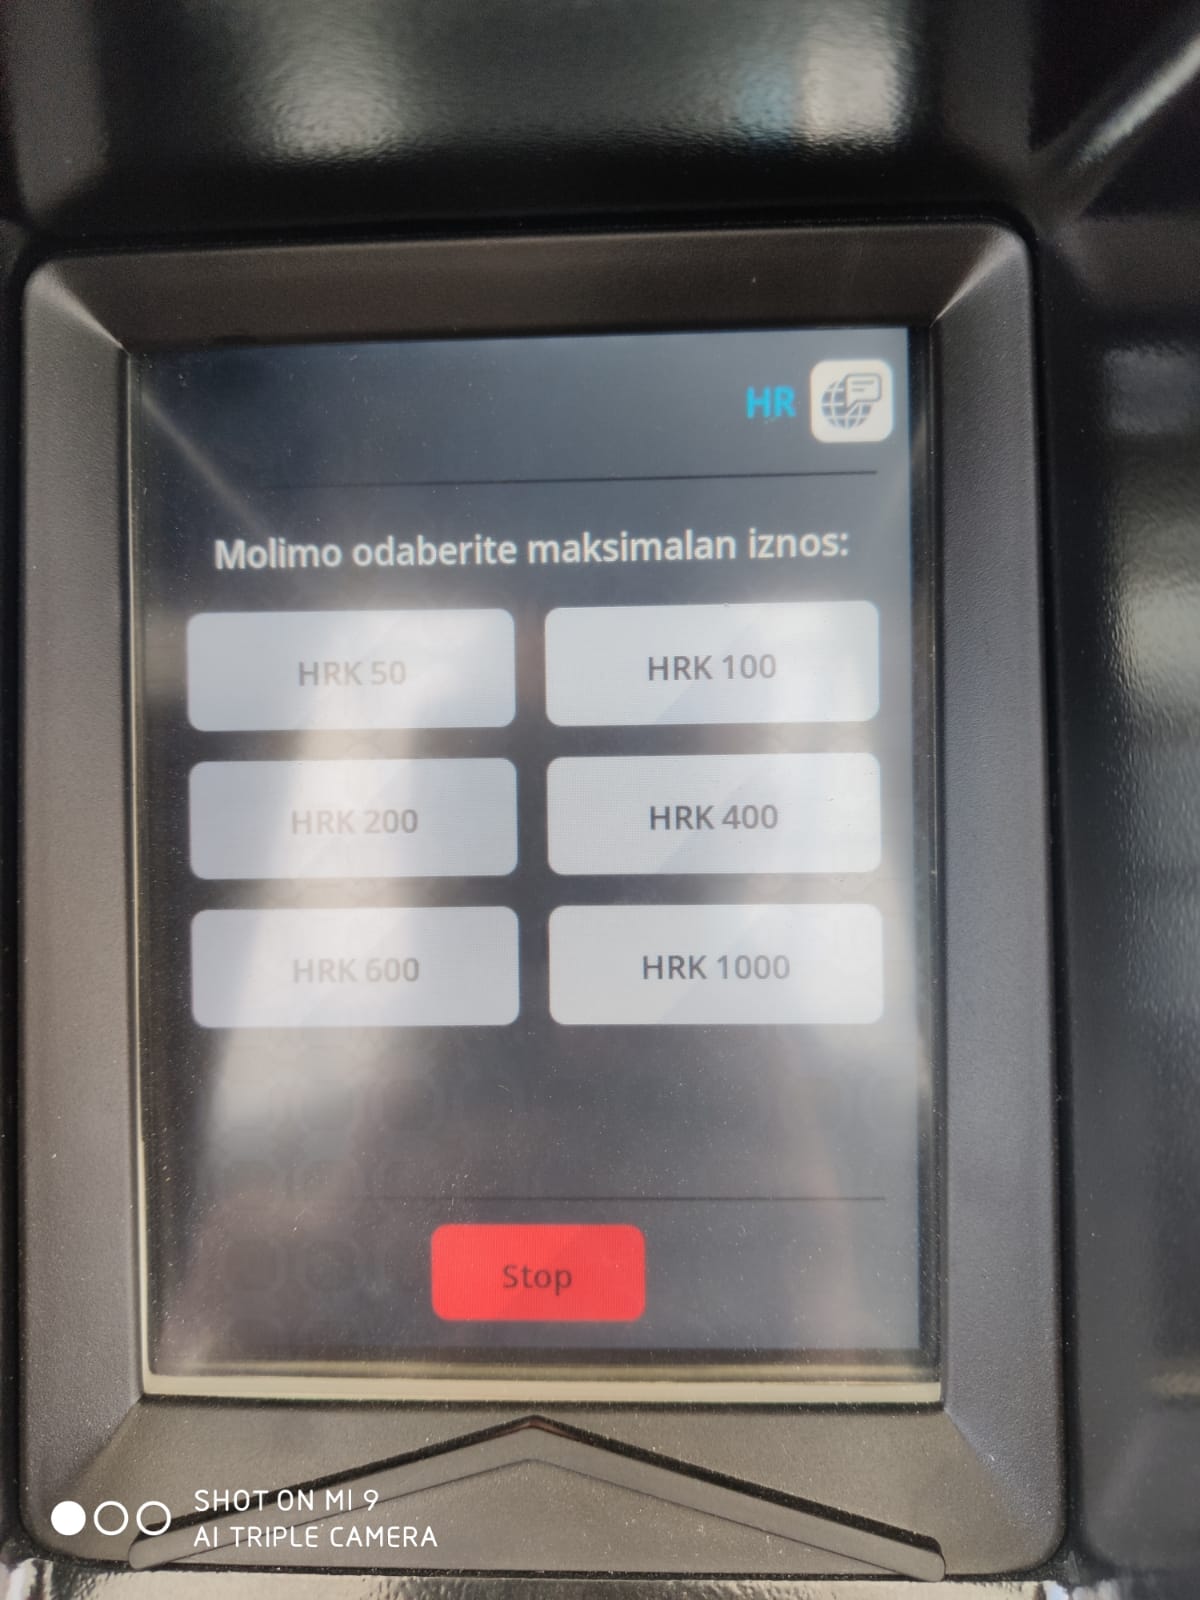 HR
Molimo odaberite maksimalan iznos:
HRK 50
HRK 100
HRK 200
HRK 400
HRK 600
HRK 1000
Stop
SHOT ON MI 9
AI TRIPLE CAMERA